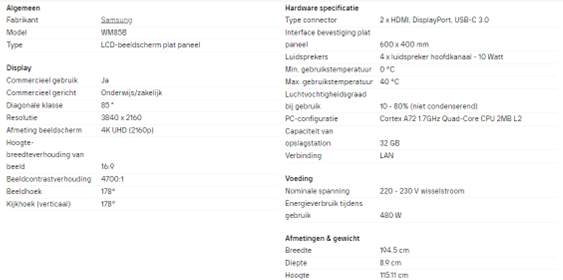 Algemeen
Fabrikant Samsung
Model WM85B
Type LCD-beeldscherm plat paneel
Display
Commercieel gebruik Ja
Commercieel gericht Onderwijs/zakelijk
Diagonale klasse 85 "
Resolutie 3840 x 2160
Afmeting beeldscherm 4K UHD (2160p)
Hoogte-
breedteverhouding van
beeld 16:9
Beeldcontrastverhouding 4700:1
Beeldhoek 178°
Kijkhoek (verticaal) 178°
Hardware specificatie
Type connector 2 x HDMI, DisplayPort, USB-C 3.0
Interface bevestiging plat
paneel 600 x 400 mm
Luidsprekers 4 x luidspreker hoofdkanaal - 10 Watt
Min. gebruikstemperatuur 0 °C
Max. gebruikstemperatuur 40 °C
Luchtvochtigheidsgraad
bij gebruik 10 - 80% (niet condenserend)
PC-configuratie Cortex A72 1.7GHz Quad-Core CPU 2MB L2
Capaciteit van
opslagstation 32 GB
Verbinding LAN
Voeding
Nominale spanning 220 - 230 V wisselstroom
Energieverbruik tijdens
gebruik 480 W
Afmetingen & gewicht
Breedte 194.5 cm
Diepte 8.9 cm
Hoogte 115.11 cm